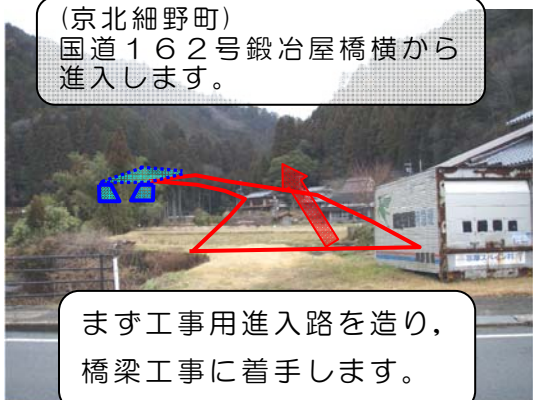 (京北細野町)
国道１６２号鍛冶屋橋横から
進入します。
まず工事用進入路を造り,
橋梁工事に着手します。